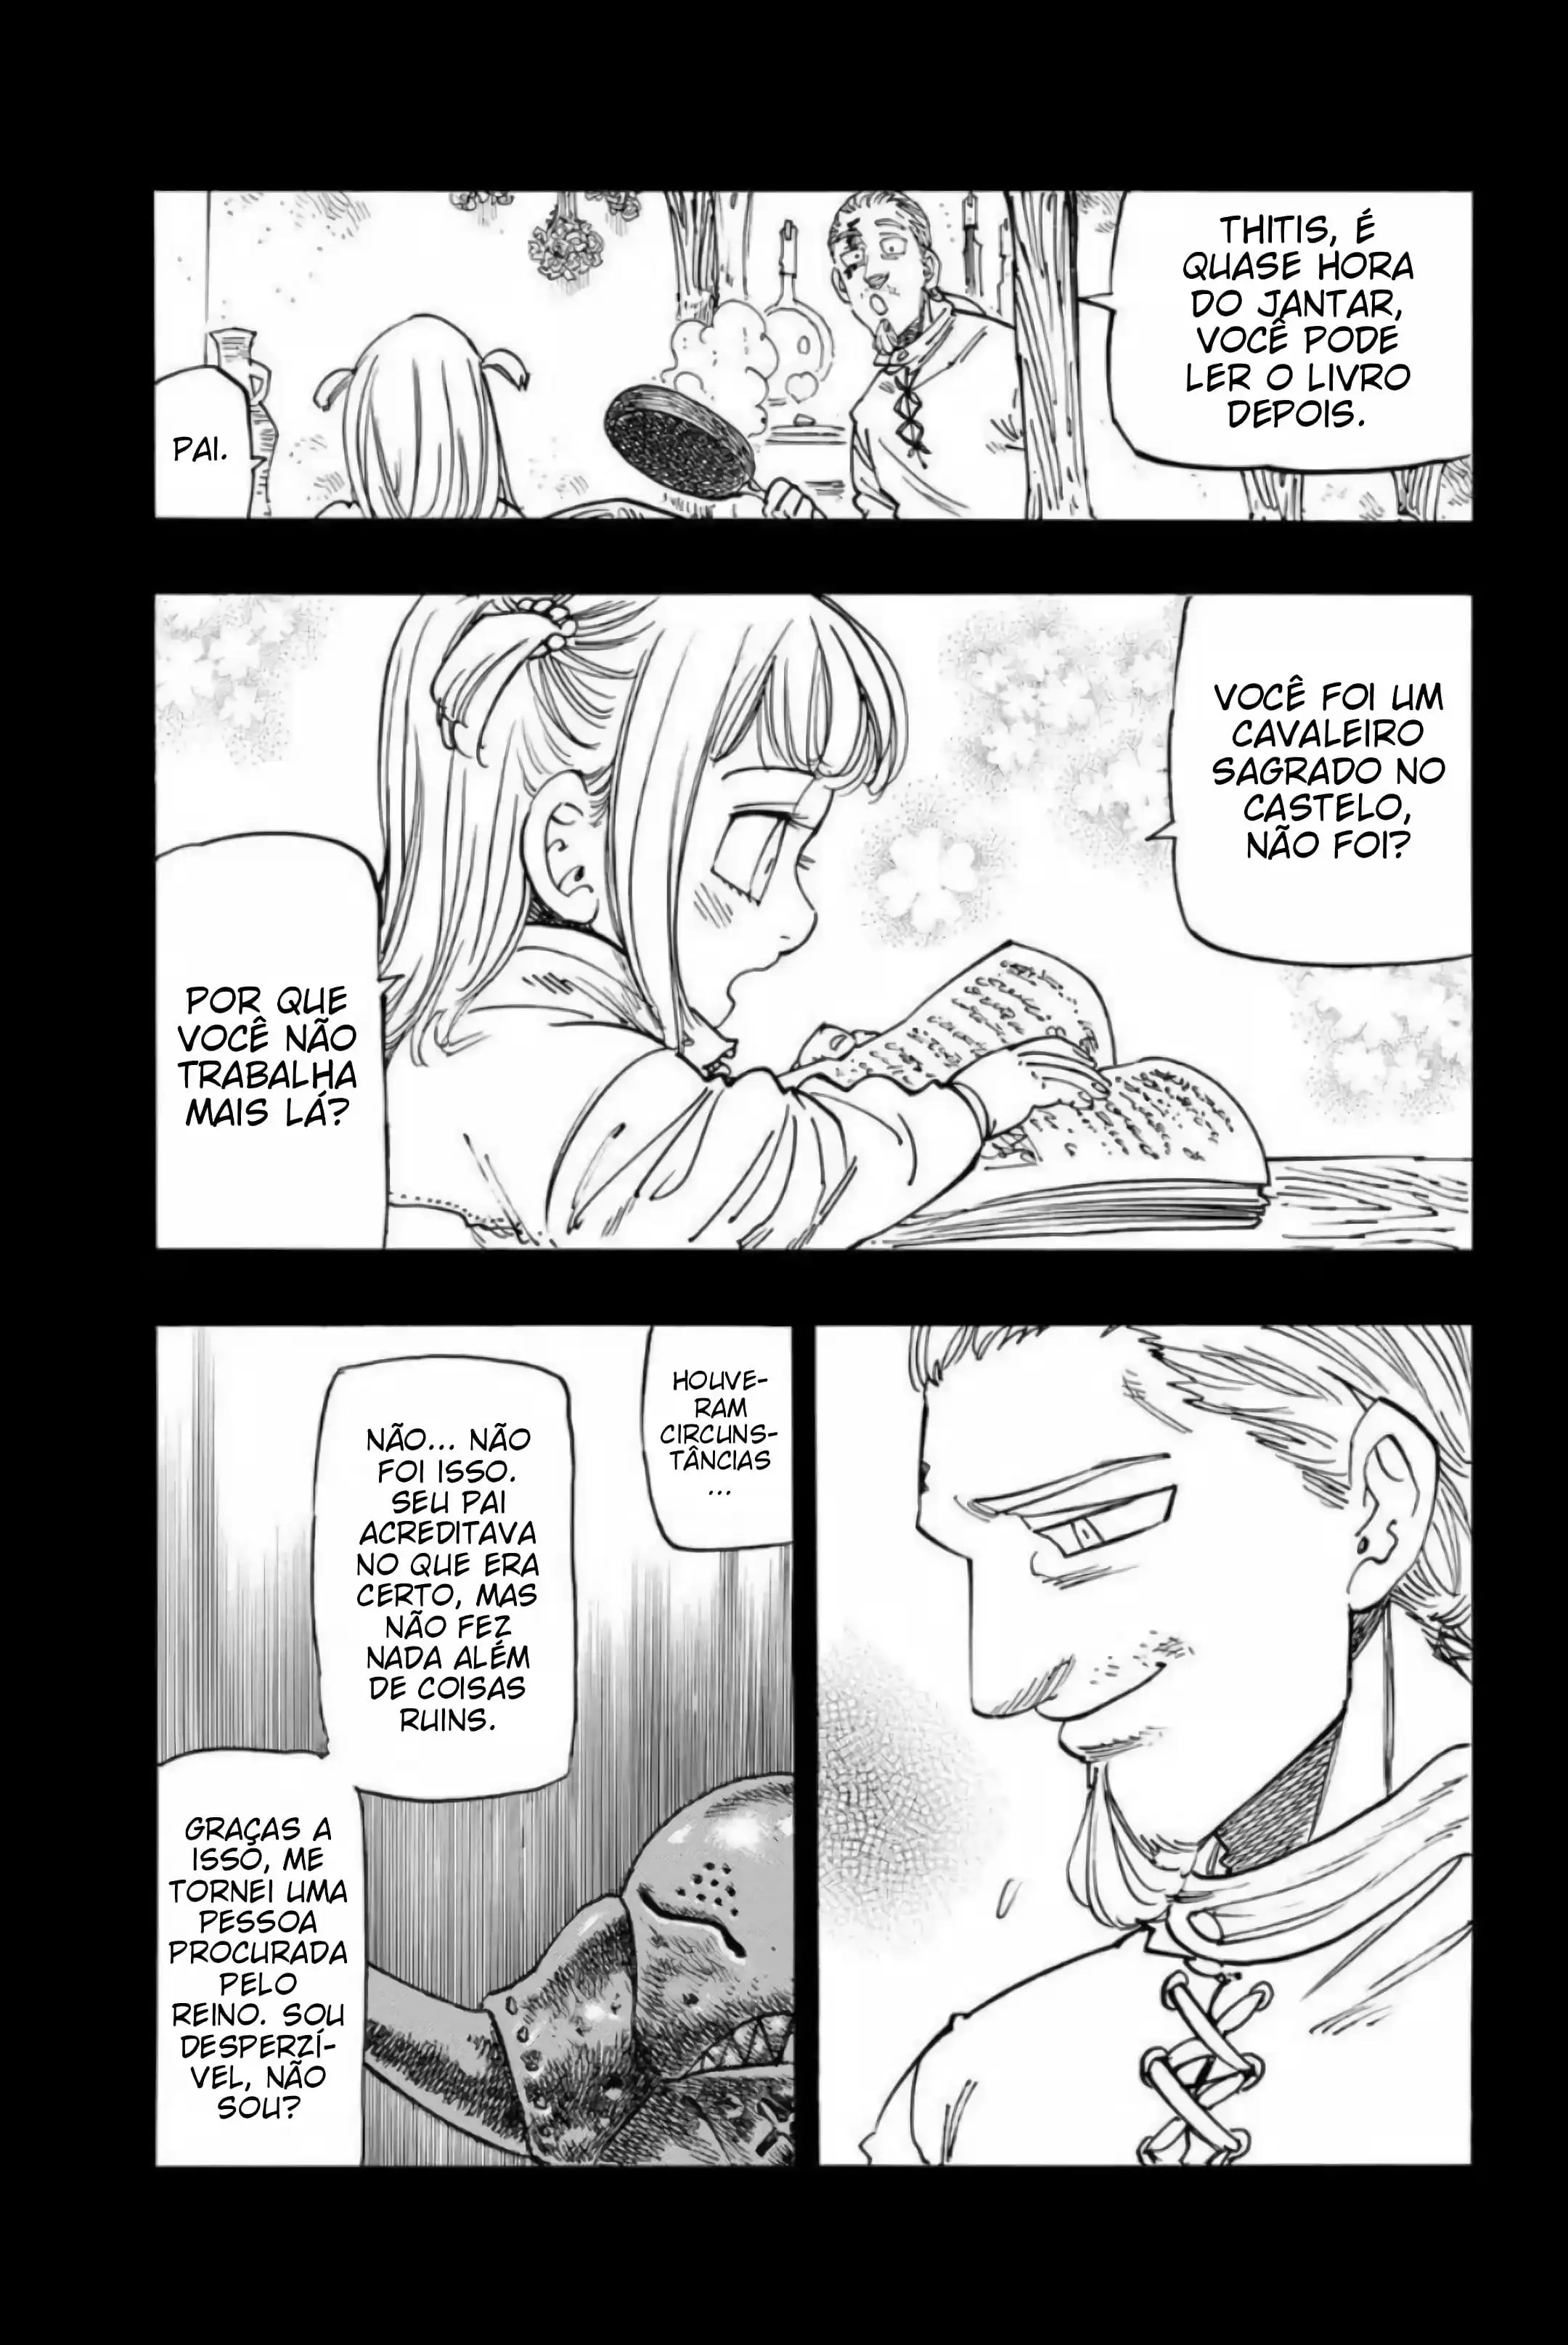 THITIS, É
QUASE HORA
DO JANTAR,
VOCÊ PODE
LER O LIVRO
DEPOIS.
PAI.
VOCÊ FOI UM
CAVALEIRO
SAGRADO NO
CASTELO,
NÃO FOI?
POR QUE
VOCÊ NÃO
TRABALHA
MAIS LÁ?
HOUVE-
RAM
CIRCUNS-
TÂNCIAS
...
NÃO... NÃO
FOI ISSO.
SEU PAI
ACREDITAVA
NO QUE ERA
CERTO, MAS
NÃO FEZ
NADA ALÉM
DE COISAS
RUINS.
GRAÇAS A
ISSO, ME
TORNEI UMA
PESSOA
PROCURADA
PELO
REINO. SOU
DESPERZÍ-
VEL, NÃO
SOU?